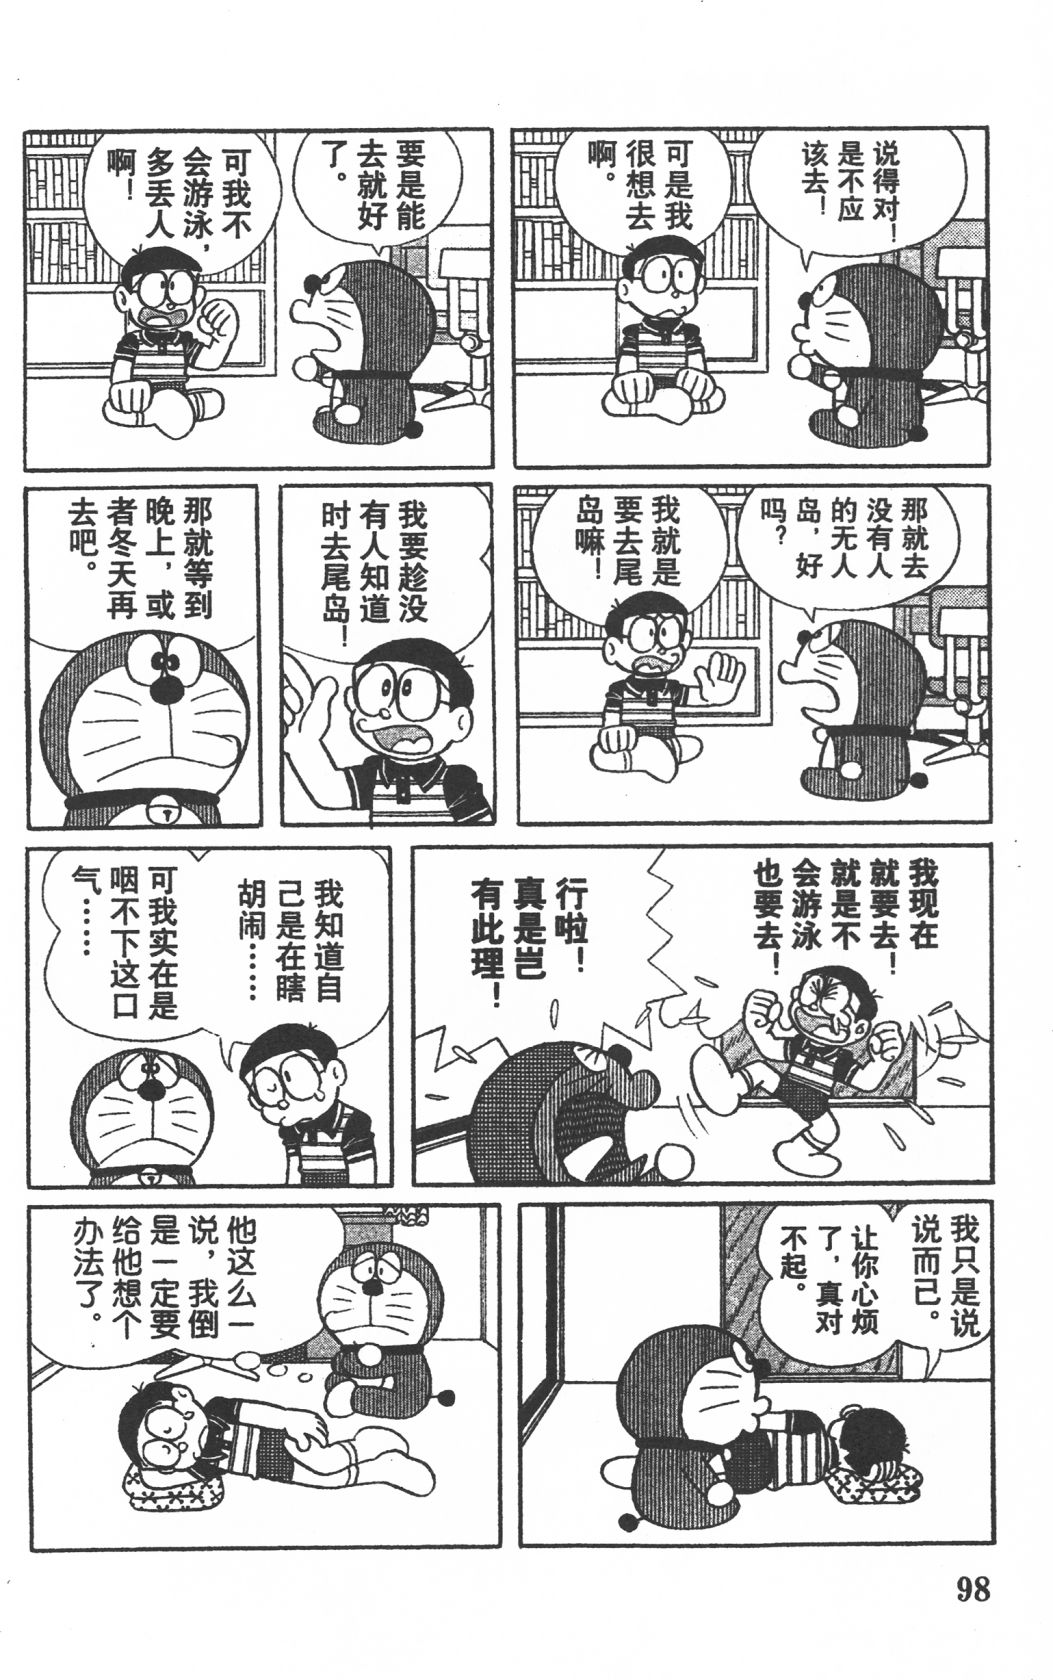 说得对！
是不应
该去！
可是我
很想去
啊。
要是能
去就好
了。
可我不
会游泳，
多丢人
啊！
那就去
没有人
的无人
岛，好
吗？
我就是
要去尾
岛嘛！
我要趁没
有人知道
时去尾岛！
那就等到
晚上，或
者冬天再
去吧。
我现在
就要去！
就是不
会游泳
也要去！
行啦！
真是岂
有此理！
我知道自
己是在瞎
胡闹……
可我实在是
咽不下这口
气……
我只是说
说而已。
让你心烦
了，真对
不起。
他这么一
说，我倒
是一定要
给他想个
办法了。
98